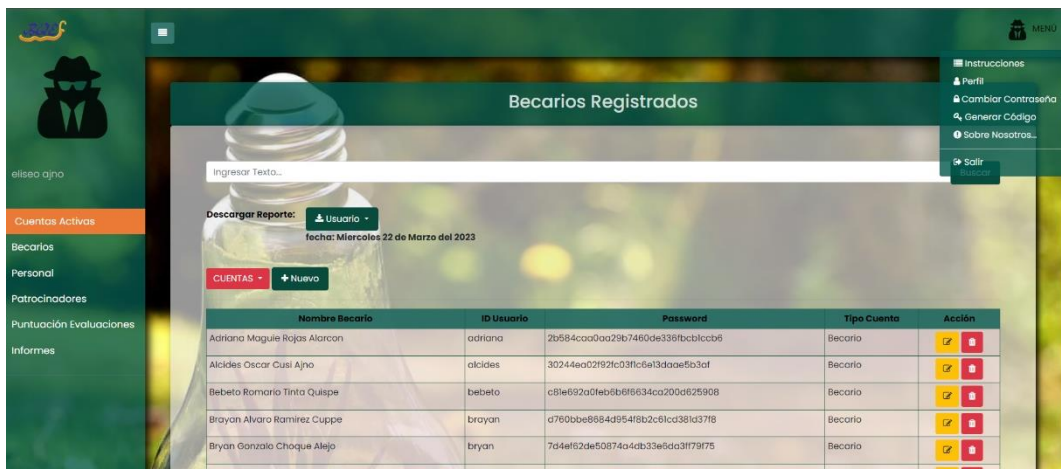 MENÚ
Instrucciones
Perfil
Cambiar Contraseña
Generar Código
Sobre Nosotros...
Salir
eliseo ajno
Cuentas Activas
Becarios
Personal
Patrocinadores
Puntuación Evaluaciones
Informes
Becarios Registrados
Ingresar Texto...
Buscar
Descargar Reporte:
Usuario
fecha: Miercoles 22 de Marzo del 2023
CUENTAS
Nuevo
Nombre Becario ID Usuario Password Tipo Cuenta Acción
Adriana Maguie Rojas Alarcon adriana 2b584caa0aa29b7460de336fbcb1ccb6 Becario
Alcides Oscar Cusi Ajno alcides 30244ea02f92fc03f1c6e13daae5b3af Becario
Bebeto Romario Tinta Quispe bebeto c81e692a0feb6b6f6634ca200d625908 Becario
Brayan Alvaro Ramirez Cuppe brayan d760bbe8684d954f8b2c61cd381d37f8 Becario
Bryan Gonzalo Choque Alejo bryan 7d4ef62de50874a4db33e6da3ff79f75 Becario